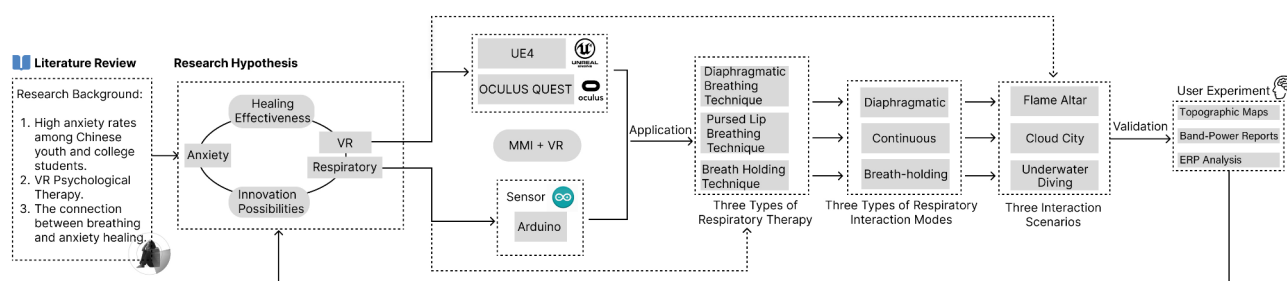 Literature Review
Research Background:
1. High anxiety rates
among Chinese
youth and college
students.
2. VR Psychological
Therapy.
3. The connection
between breathing
and anxiety healing.
Research Hypothesis
Healing
Effectiveness
Anxiety
VR
Respiratory
Innovation
Possibilities
UE4
UNREAL
ENGINE
OCULUS QUEST
oculus
MMI + VR
Sensor
Arduino
Application
Diaphragmatic
Breathing
Technique
Pursed Lip
Breathing
Technique
Breath Holding
Technique
Three Types of
Respiratory Therapy
Diaphragmatic
Continuous
Breath-holding
Three Types of Respiratory
Interaction Modes
Flame Altar
Cloud City
Underwater
Diving
Three Interaction
Scenarios
Validation
User Experiment
Topographic Maps
Band-Power Reports
ERP Analysis